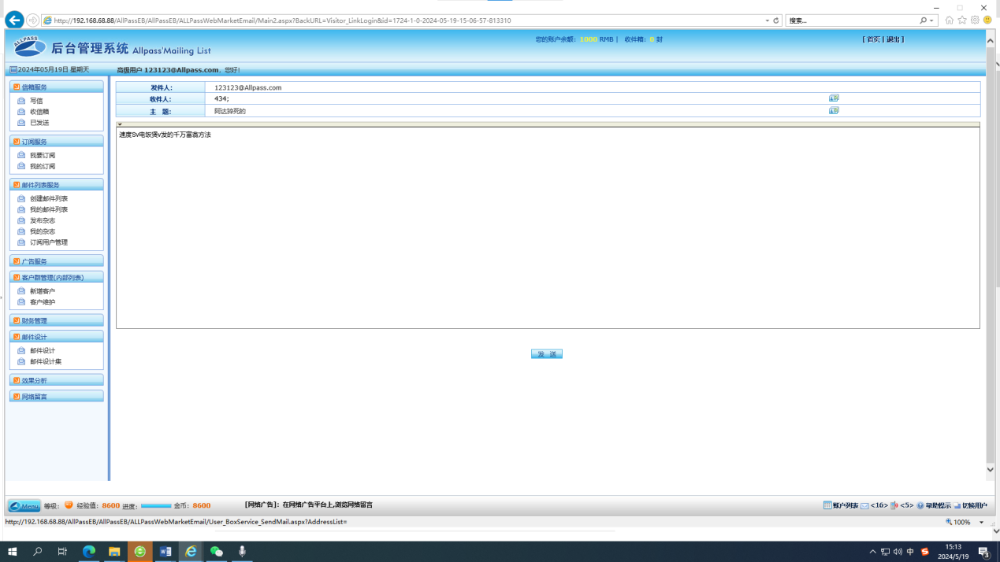 http://192.168.68.88/AllPassEB/AllPassEB/ALLPassWebMarketEmail/Main2.aspx?BackURL=Visitor_LinkLogin&id=1724-1-0-2024-05-19-15-06-57-813310
搜索...
ALLPASS
后台管理系统 Allpass'Mailing List
您的账户余额: 1000 RMB | 收件箱: 0 封
[ 首页 | 退出 ]
2024年05月19日 星期天
高级用户 123123@Allpass.com, 您好!
信箱服务
写信
收信箱
已发送
订阅服务
我要订阅
我的订阅
邮件列表服务
创建邮件列表
我的邮件列表
发布杂志
我的杂志
订阅用户管理
广告服务
客户群管理(内部列表)
新增客户
客户维护
财务管理
邮件设计
邮件设计
邮件设计集
效果分析
网络留言
发件人: 123123@Allpass.com
收件人: 434;
主 题: 阿达猝死的
速度Sv电饭煲v发的千万富翁方法
发 送
Menu 等级: 经验值: 8600 进度: 金币: 8600
[网络广告]: 在网络广告平台上,浏览网络留言
账户列表 <16> <5> 帮助提示 切换用户
http://192.168.68.88/AllPassEB/AllPassEB/ALLPassWebMarketEmail/User_BoxService_SendMail.aspx?AddressList=
100%
中
15:13
2024/5/19
3